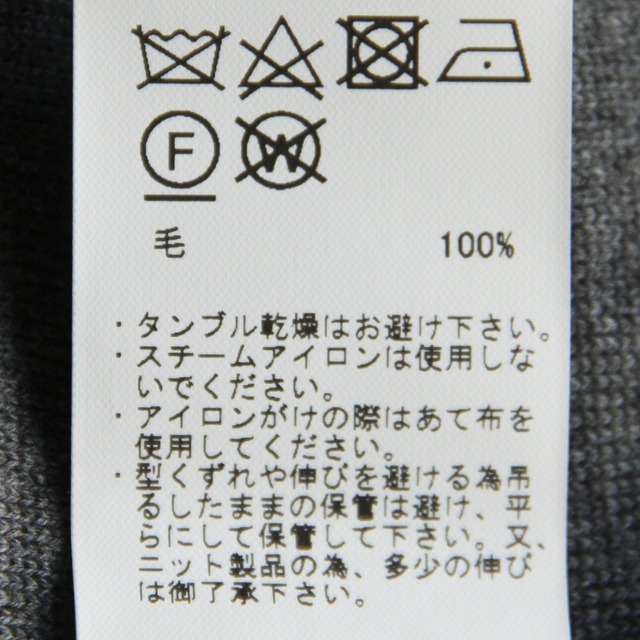 F W
毛 100%
・タンブル乾燥はお避け下さい。
・スチームアイロンは使用しな
いでください。
・アイロンがけの際はあて布を
使用してください。
・型くずれや伸びを避ける為吊
るしたままの保管は避け、平
らにして保管して下さい。又、
ニット製品の為、多少の伸び
は御了承下さい。